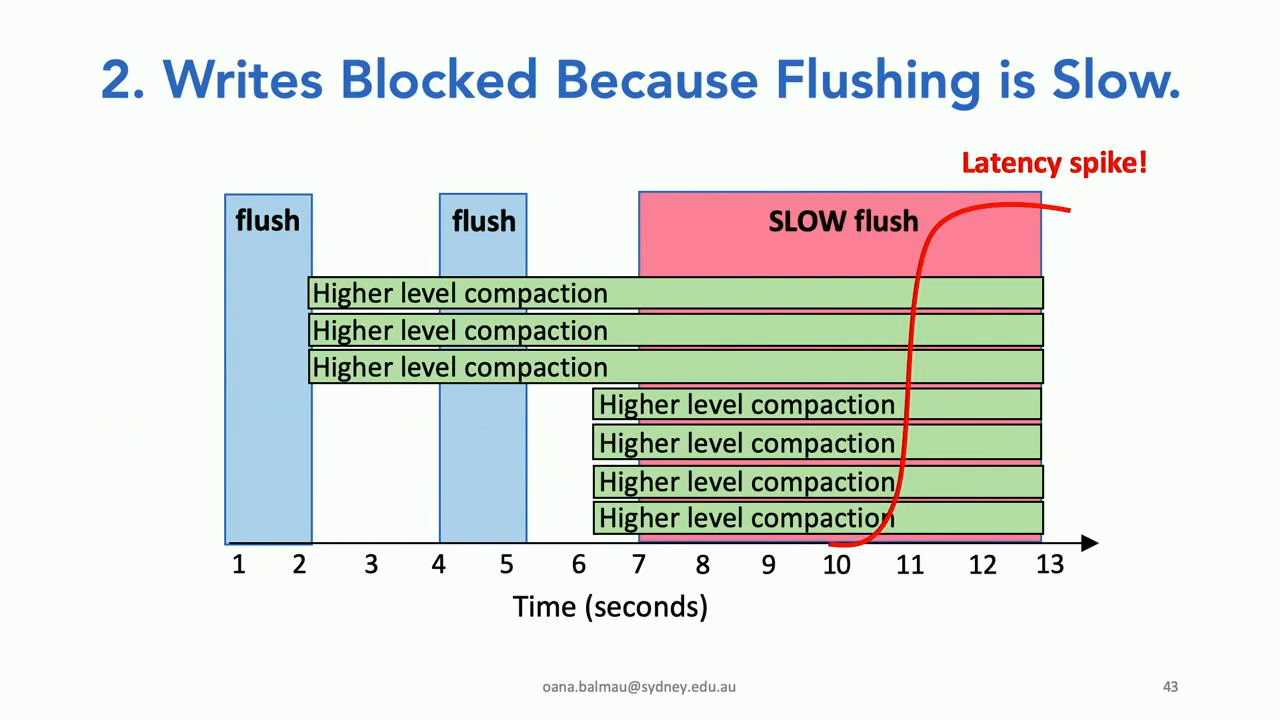 2. Writes Blocked Because Flushing is Slow.
Latency spike!
flush
flush
SLOW flush
Higher level compaction
Higher level compaction
Higher level compaction
Higher level compaction
Higher level compaction
Higher level compaction
Higher level compaction
1 2 3 4 5 6 7 8 9 10 11 12 13
Time (seconds)
oana.balmau@sydney.edu.au
43